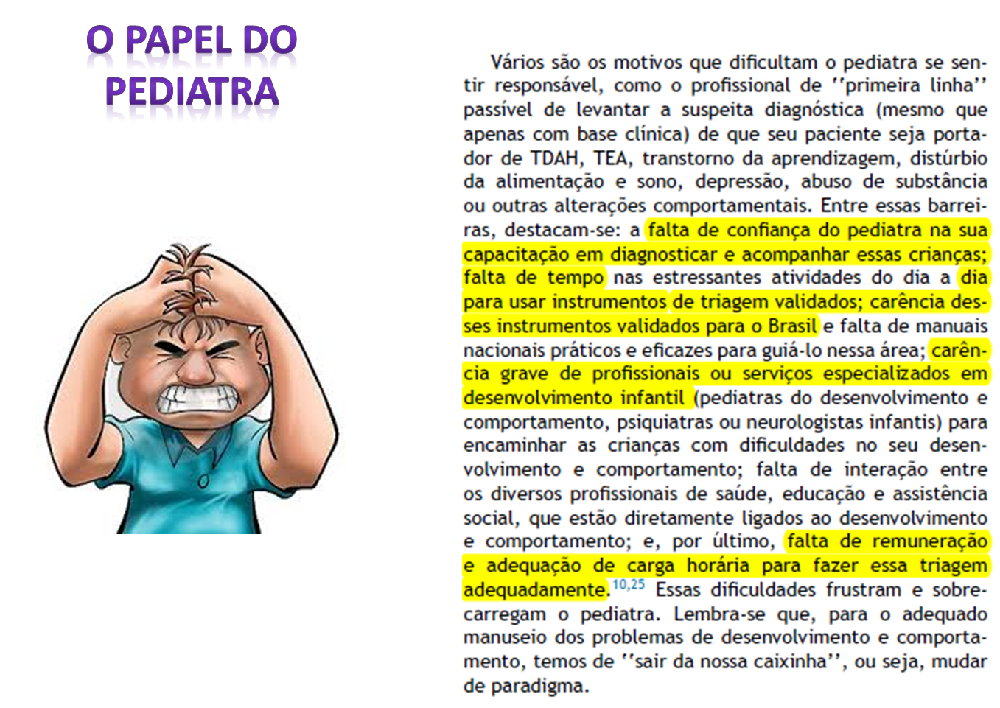 O PAPEL DO
PEDIATRA
Vários são os motivos que dificultam o pediatra se sen-
tir responsável, como o profissional de ‘‘primeira linha’’
passível de levantar a suspeita diagnóstica (mesmo que
apenas com base clínica) de que seu paciente seja porta-
dor de TDAH, TEA, transtorno da aprendizagem, distúrbio
da alimentação e sono, depressão, abuso de substância
ou outras alterações comportamentais. Entre essas barrei-
ras, destacam-se: a falta de confiança do pediatra na sua
capacitação em diagnosticar e acompanhar essas crianças;
falta de tempo nas estressantes atividades do dia a dia
para usar instrumentos de triagem validados; carência des-
ses instrumentos validados para o Brasil e falta de manuais
nacionais práticos e eficazes para guiá-lo nessa área; carên-
cia grave de profissionais ou serviços especializados em
desenvolvimento infantil (pediatras do desenvolvimento e
comportamento, psiquiatras ou neurologistas infantis) para
encaminhar as crianças com dificuldades no seu desen-
volvimento e comportamento; falta de interação entre
os diversos profissionais de saúde, educação e assistência
social, que estão diretamente ligados ao desenvolvimento
e comportamento; e, por último, falta de remuneração
e adequação de carga horária para fazer essa triagem
adequadamente.10,25 Essas dificuldades frustram e sobre-
carregam o pediatra. Lembra-se que, para o adequado
manuseio dos problemas de desenvolvimento e comporta-
mento, temos de ‘‘sair da nossa caixinha’’, ou seja, mudar
de paradigma.